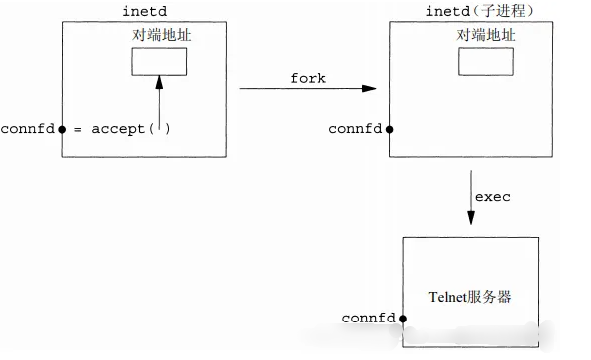 inetd
对端地址
connfd = accept( )
fork
inetd（子进程）
对端地址
connfd
exec
Telnet服务器
connfd